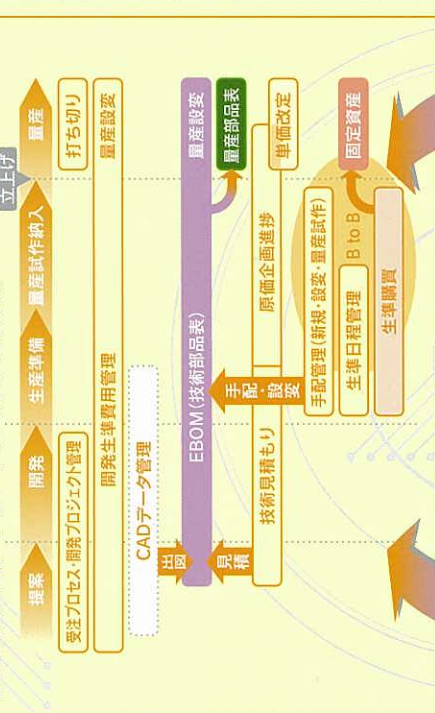 立上げ
提案
開発
生産準備
量産試作納入
量産
受注プロセス・開発プロジェクト管理
打ち切り
開発生準費用管理
量産設変
CADデータ管理
出図
EBOM(技術部品表)
量産設変
見積
手配・設変
量産部品表
技術見積もり
原価企画進捗
単価改定
手配管理(新規・設変・量産試作)
生準日程管理
B to B
固定資産
生準購買